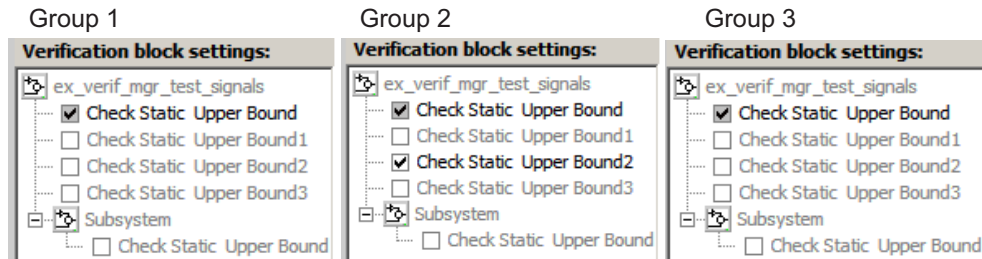 Group 1
Verification block settings:
ex_verif_mgr_test_signals
Check Static Upper Bound
Check Static Upper Bound1
Check Static Upper Bound2
Check Static Upper Bound3
Subsystem
Check Static Upper Bound
Group 2
Verification block settings:
ex_verif_mgr_test_signals
Check Static Upper Bound
Check Static Upper Bound1
Check Static Upper Bound2
Check Static Upper Bound3
Subsystem
Check Static Upper Bound
Group 3
Verification block settings:
ex_verif_mgr_test_signals
Check Static Upper Bound
Check Static Upper Bound1
Check Static Upper Bound2
Check Static Upper Bound3
Subsystem
Check Static Upper Bound